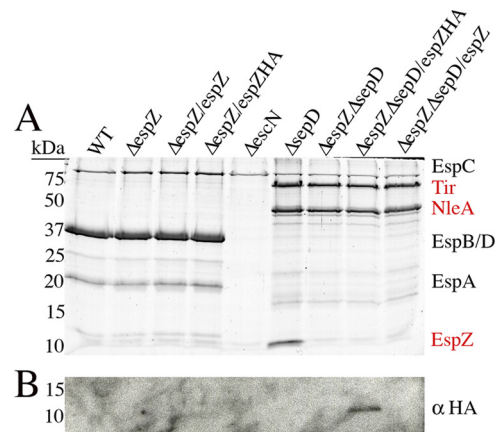 A
kDa
WT
ΔespZ
ΔespZ/espZ
ΔespZ/espZHA
ΔescN
ΔsepD
ΔespZΔsepD
ΔespZΔsepD/espZHA
ΔespZΔsepD/espZ
75
50
37
25
20
15
10
EspC
Tir
NleA
EspB/D
EspA
EspZ
B
15
10
α HA